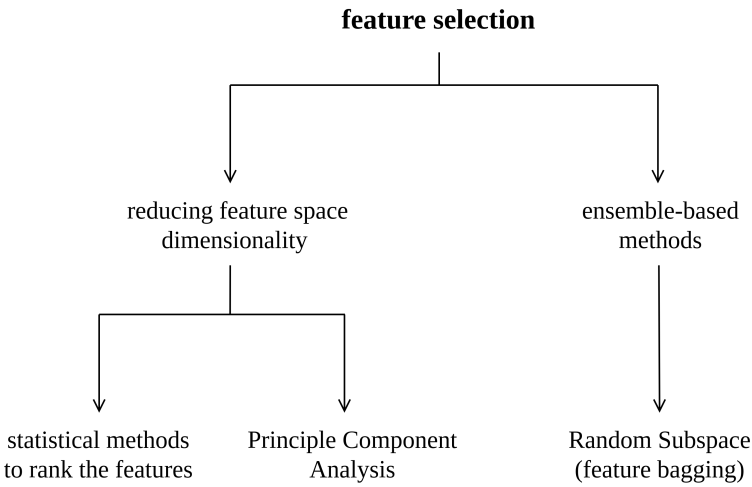 feature selection
reducing feature space
dimensionality
ensemble-based
methods
statistical methods
to rank the features
Principle Component
Analysis
Random Subspace
(feature bagging)